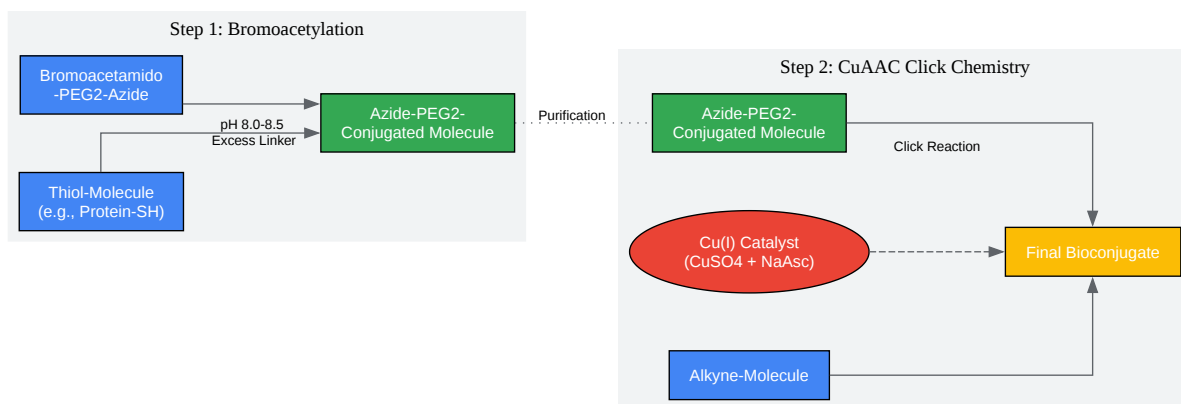 Step 1: Bromoacetylation
Bromoacetamido
-PEG2-Azide
pH 8.0-8.5
Excess Linker
Thiol-Molecule
(e.g., Protein-SH)
Azide-PEG2-
Conjugated Molecule
Purification
Step 2: CuAAC Click Chemistry
Azide-PEG2-
Conjugated Molecule
Click Reaction
Cu(I) Catalyst
(CuSO4 + NaAsc)
Final Bioconjugate
Alkyne-Molecule